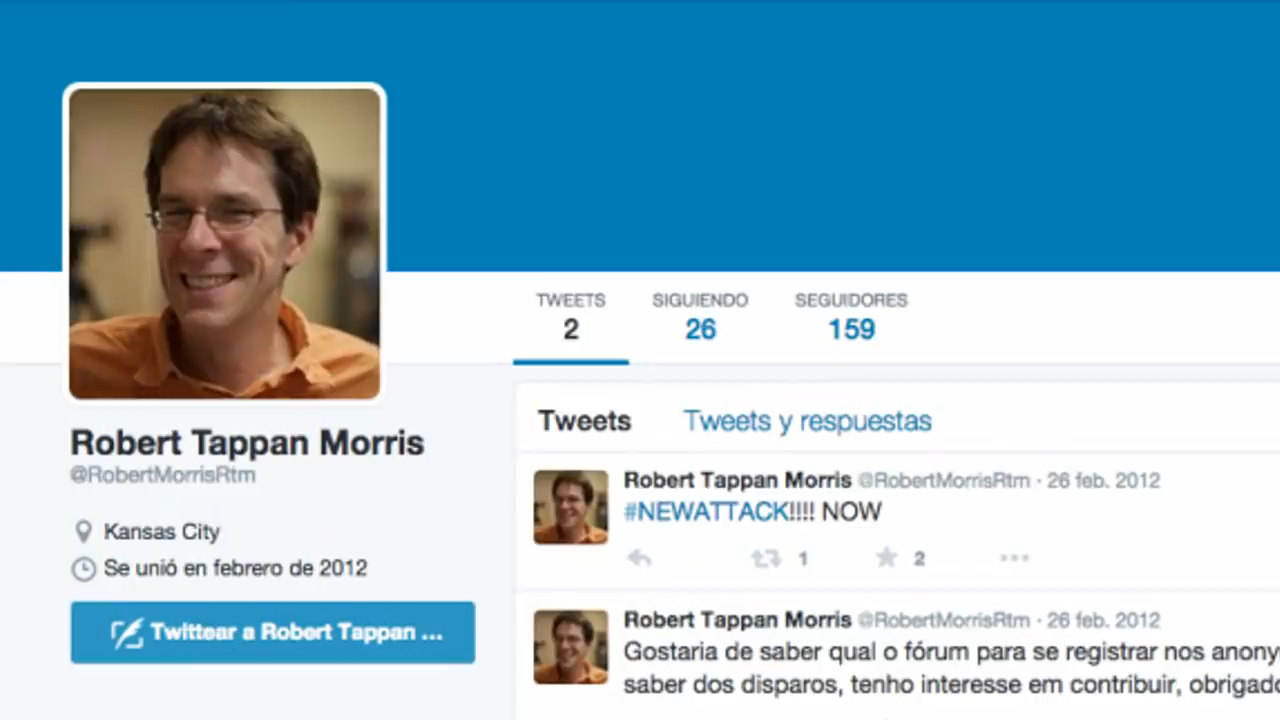 TWEETS SIGUIENDO SEGUIDORES
2 26 159
Robert Tappan Morris
@RobertMorrisRtm
Kansas City
Se unió en febrero de 2012
Twittear a Robert Tappan ...
Tweets Tweets y respuestas
Robert Tappan Morris @RobertMorrisRtm · 26 feb. 2012
#NEWATTACK!!!! NOW
1 2
Robert Tappan Morris @RobertMorrisRtm · 26 feb. 2012
Gostaria de saber qual o fórum para se registrar nos anony
saber dos disparos, tenho interesse em contribuir, obrigado